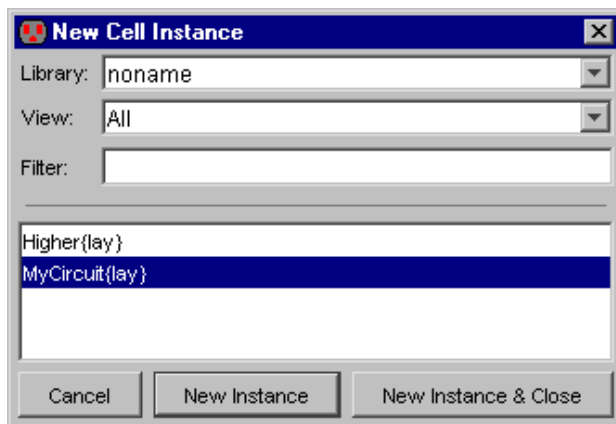 New Cell Instance
Library: noname
View: All
Filter:
Higher{lay}
MyCircuit{lay}
Cancel New Instance New Instance & Close